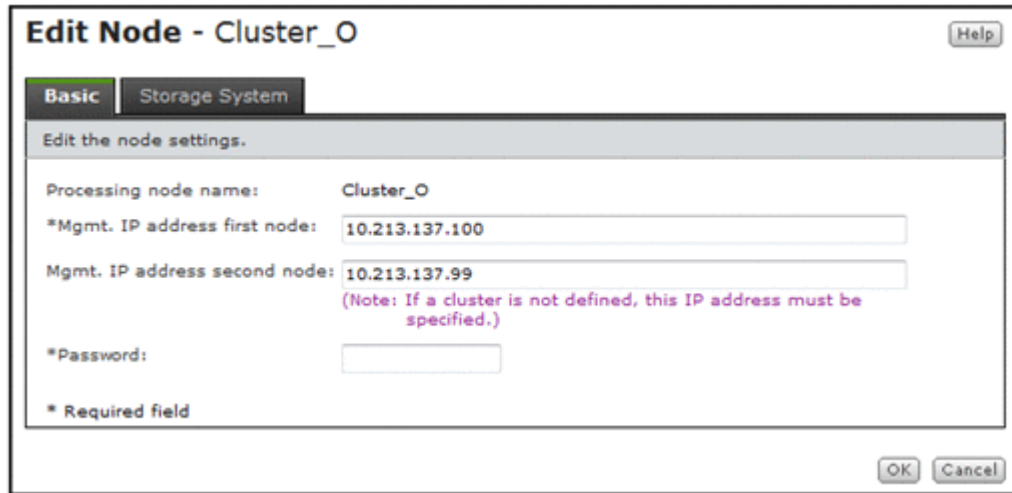 Edit Node - Cluster_O
Help
Basic
Storage System
Edit the node settings.
Processing node name: Cluster_O
*Mgmt. IP address first node: 10.213.137.100
Mgmt. IP address second node: 10.213.137.99
(Note: If a cluster is not defined, this IP address must be
specified.)
*Password:
* Required field
OK
Cancel